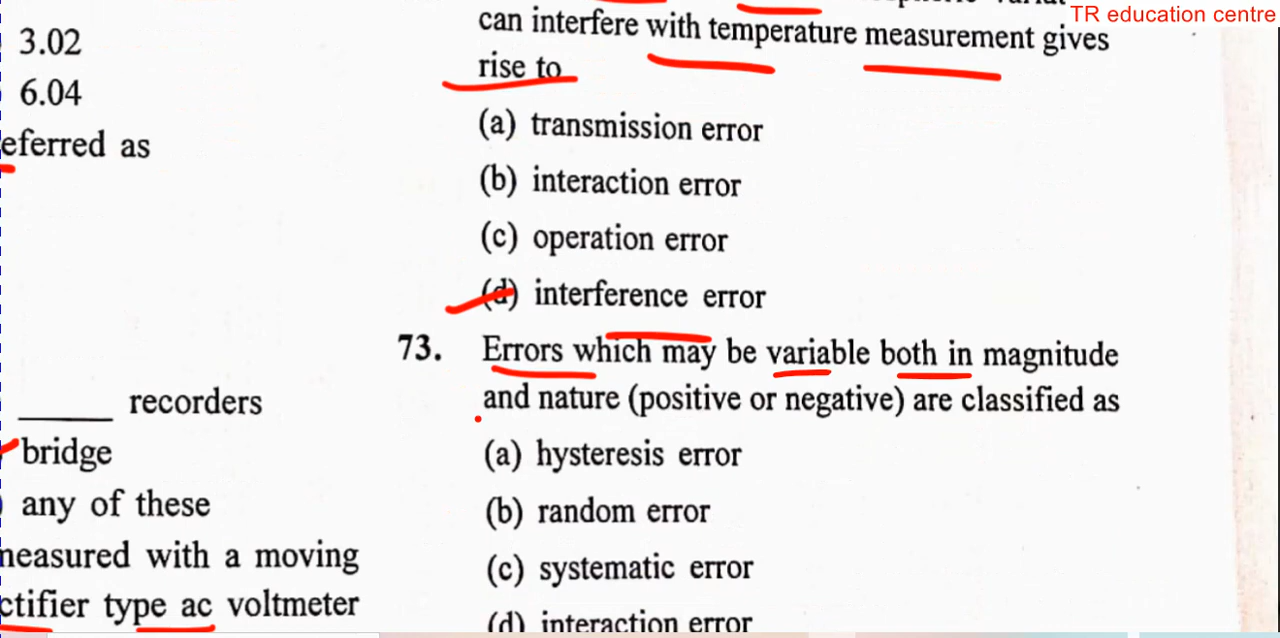 TR education centre
3.02
6.04
eferred as
recorders
bridge
any of these
neasured with a moving
ctifier type ac voltmeter
can interfere with temperature measurement gives
rise to
(a) transmission error
(b) interaction error
(c) operation error
(d) interference error
73. Errors which may be variable both in magnitude
and nature (positive or negative) are classified as
(a) hysteresis error
(b) random error
(c) systematic error
(d) interaction error